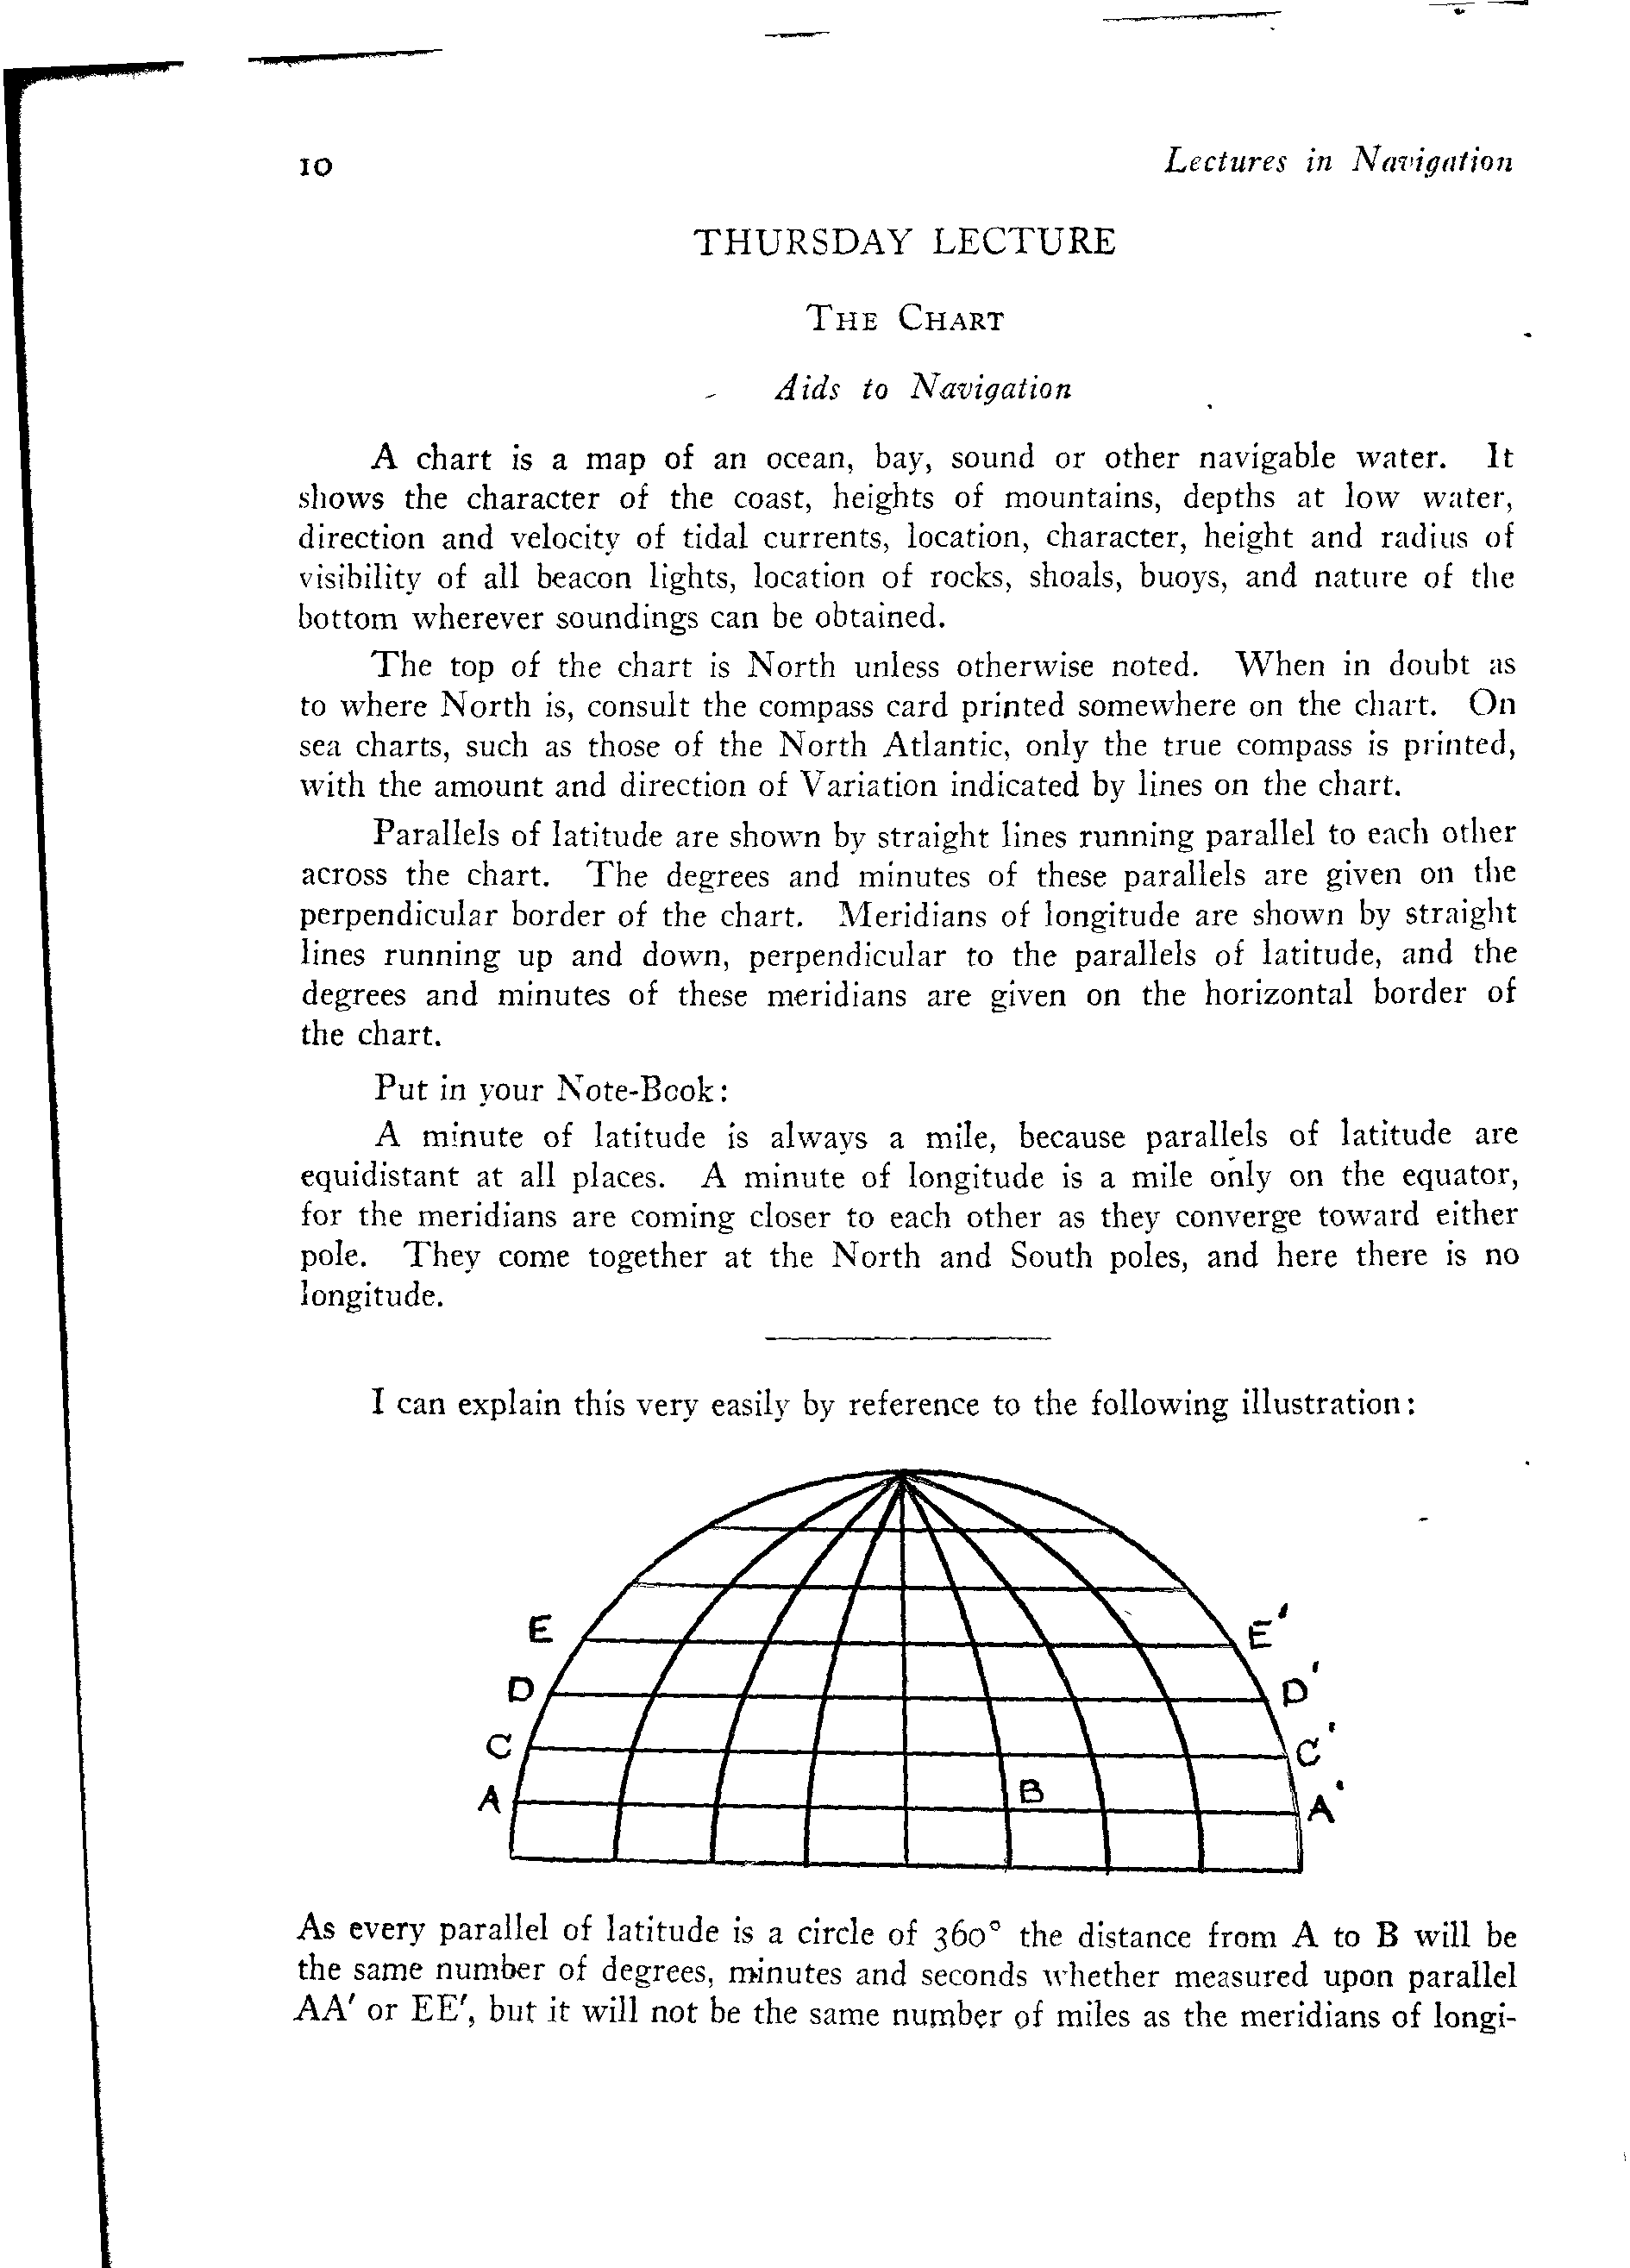 10 Lectures in Navigation
THURSDAY LECTURE
THE CHART
Aids to Navigation
A chart is a map of an ocean, bay, sound or other navigable water. It
shows the character of the coast, heights of mountains, depths at low water,
direction and velocity of tidal currents, location, character, height and radius of
visibility of all beacon lights, location of rocks, shoals, buoys, and nature of the
bottom wherever soundings can be obtained.
The top of the chart is North unless otherwise noted. When in doubt as
to where North is, consult the compass card printed somewhere on the chart. On
sea charts, such as those of the North Atlantic, only the true compass is printed,
with the amount and direction of Variation indicated by lines on the chart.
Parallels of latitude are shown by straight lines running parallel to each other
across the chart. The degrees and minutes of these parallels are given on the
perpendicular border of the chart. Meridians of longitude are shown by straight
lines running up and down, perpendicular to the parallels of latitude, and the
degrees and minutes of these meridians are given on the horizontal border of
the chart.
Put in your Note-Book:
A minute of latitude is always a mile, because parallels of latitude are
equidistant at all places. A minute of longitude is a mile only on the equator,
for the meridians are coming closer to each other as they converge toward either
pole. They come together at the North and South poles, and here there is no
longitude.
I can explain this very easily by reference to the following illustration:
E E'
D D'
C C'
A B A'
As every parallel of latitude is a circle of 360° the distance from A to B will be
the same number of degrees, minutes and seconds whether measured upon parallel
AA' or EE', but it will not be the same number of miles as the meridians of longi-